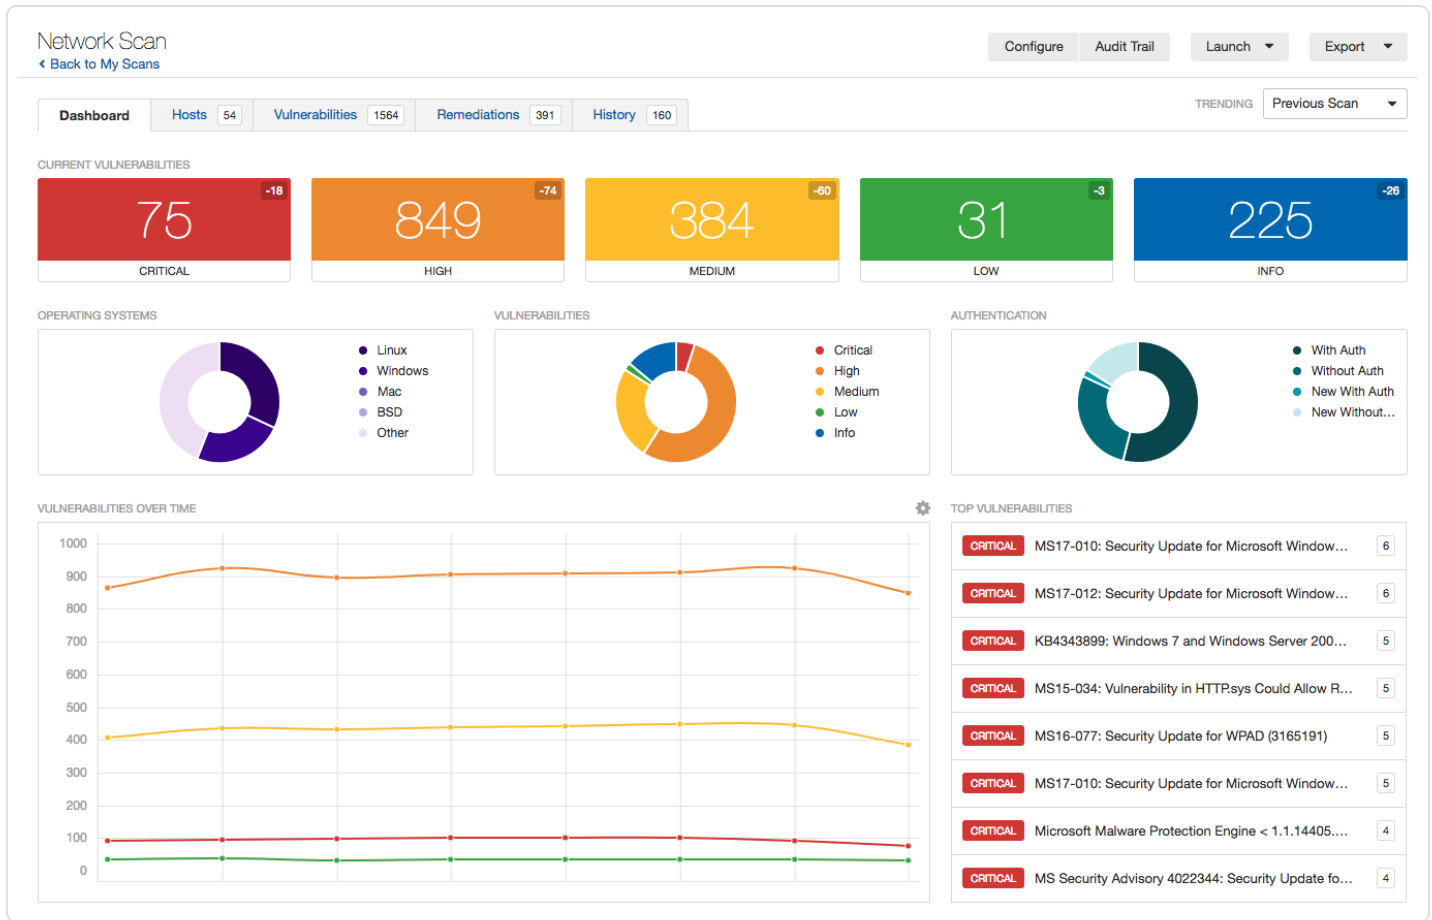 Network Scan
Back to My Scans
Configure Audit Trail Launch Export
Dashboard Hosts 54 Vulnerabilities 1564 Remediations 391 History 160
TRENDING Previous Scan
CURRENT VULNERABILITIES
-18 -74 -60 -3 -26
75 849 384 31 225
CRITICAL HIGH MEDIUM LOW INFO
OPERATING SYSTEMS
Linux
Windows
Mac
BSD
Other
VULNERABILITIES
Critical
High
Medium
Low
Info
AUTHENTICATION
With Auth
Without Auth
New With Auth
New Without...
VULNERABILITIES OVER TIME
1000
900
800
700
600
500
400
300
200
100
0
TOP VULNERABILITIES
CRITICAL MS17-010: Security Update for Microsoft Window... 6
CRITICAL MS17-012: Security Update for Microsoft Window... 6
CRITICAL KB4343899: Windows 7 and Windows Server 200... 5
CRITICAL MS15-034: Vulnerability in HTTP.sys Could Allow R... 5
CRITICAL MS16-077: Security Update for WPAD (3165191) 5
CRITICAL MS17-010: Security Update for Microsoft Window... 5
CRITICAL Microsoft Malware Protection Engine < 1.1.14405.... 4
CRITICAL MS Security Advisory 4022344: Security Update fo... 4